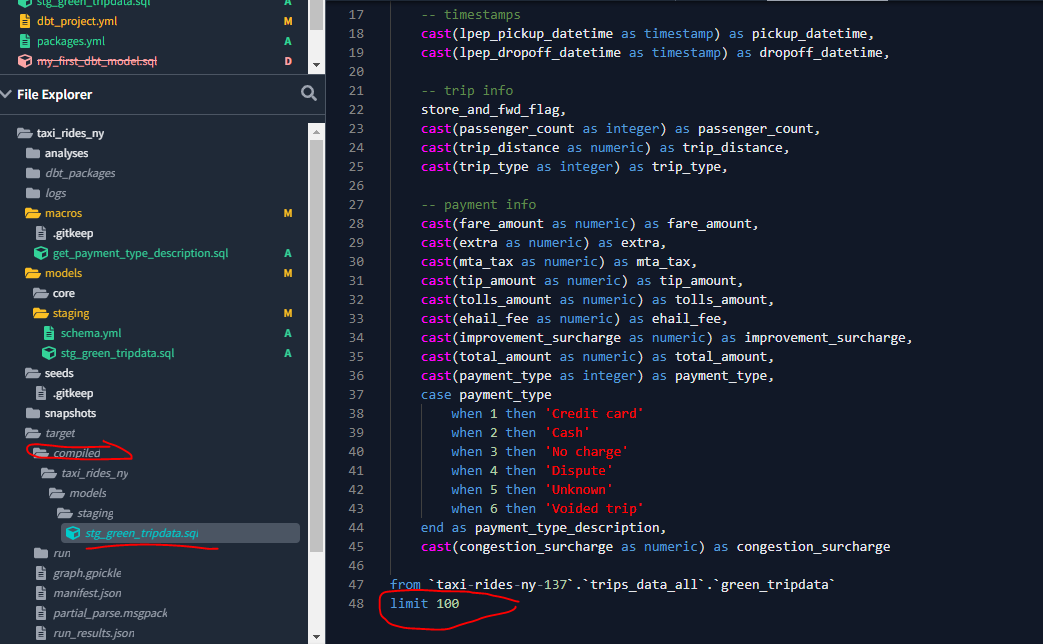 stg_green_tripdata.sql A
dbt_project.yml M
packages.yml A
my_first_dbt_model.sql D
File Explorer
taxi_rides_ny
analyses
dbt_packages
logs
macros M
.gitkeep
get_payment_type_description.sql A
models M
core
staging M
schema.yml A
stg_green_tripdata.sql A
seeds
.gitkeep
snapshots
target
compiled
taxi_rides_ny
models
staging
stg_green_tripdata.sql
run
graph.gpickle
manifest.json
partial_parse.msgpack
run_results.json
17 -- timestamps
18 cast(lpep_pickup_datetime as timestamp) as pickup_datetime,
19 cast(lpep_dropoff_datetime as timestamp) as dropoff_datetime,
20
21 -- trip info
22 store_and_fwd_flag,
23 cast(passenger_count as integer) as passenger_count,
24 cast(trip_distance as numeric) as trip_distance,
25 cast(trip_type as integer) as trip_type,
26
27 -- payment info
28 cast(fare_amount as numeric) as fare_amount,
29 cast(extra as numeric) as extra,
30 cast(mta_tax as numeric) as mta_tax,
31 cast(tip_amount as numeric) as tip_amount,
32 cast(tolls_amount as numeric) as tolls_amount,
33 cast(ehail_fee as numeric) as ehail_fee,
34 cast(improvement_surcharge as numeric) as improvement_surcharge,
35 cast(total_amount as numeric) as total_amount,
36 cast(payment_type as integer) as payment_type,
37 case payment_type
38 when 1 then 'Credit card'
39 when 2 then 'Cash'
40 when 3 then 'No charge'
41 when 4 then 'Dispute'
42 when 5 then 'Unknown'
43 when 6 then 'Voided trip'
44 end as payment_type_description,
45 cast(congestion_surcharge as numeric) as congestion_surcharge
46
47 from `taxi-rides-ny-137`.`trips_data_all`.`green_tripdata`
48 limit 100